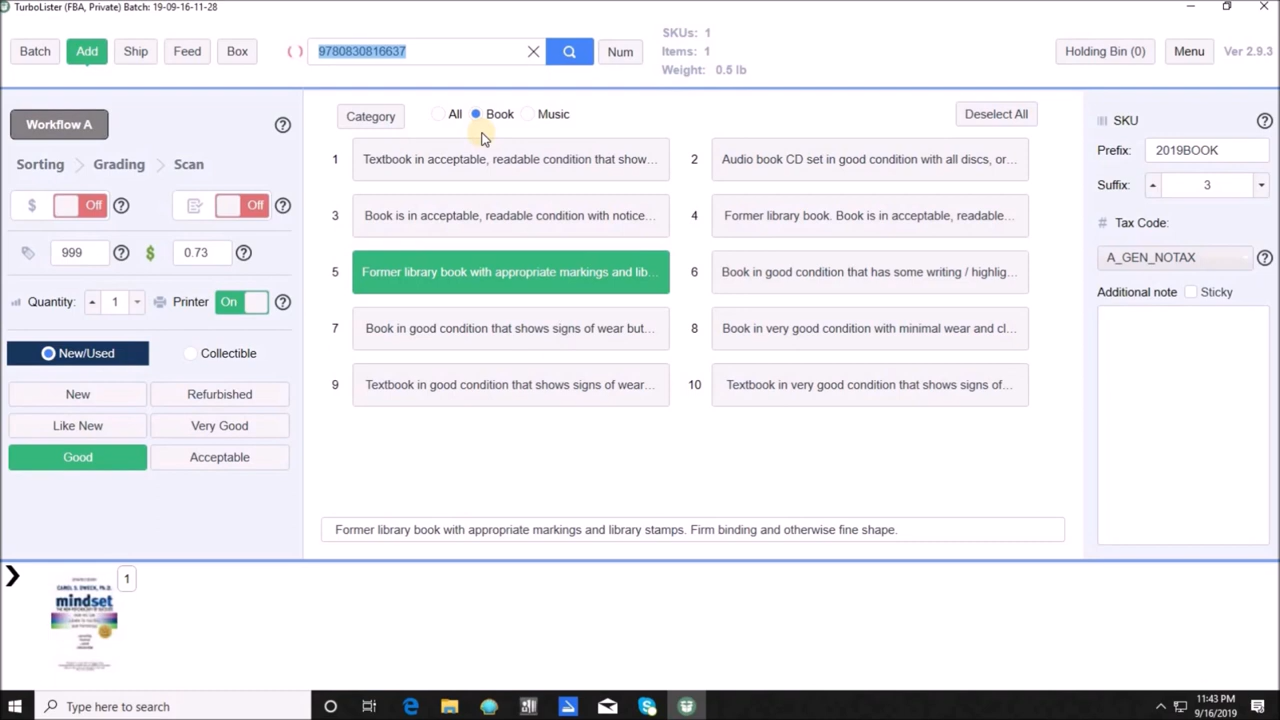 TurboLister (FBA, Private) Batch: 19-09-16-11-28
Batch
Add
Ship
Feed
Box
( )
9780830816637
Num
SKUs: 1
Items: 1
Weight: 0.5 lb
Holding Bin (0)
Menu
Ver 2.9.3
Workflow A
Sorting
Grading
Scan
$
Off
Off
999
$
0.73
Quantity:
1
Printer
On
New/Used
Collectible
New
Refurbished
Like New
Very Good
Good
Acceptable
Category
All
Book
Music
Deselect All
1
Textbook in acceptable, readable condition that show...
2
Audio book CD set in good condition with all discs, or...
3
Book is in acceptable, readable condition with notice...
4
Former library book. Book is in acceptable, readable...
5
Former library book with appropriate markings and lib...
6
Book in good condition that has some writing / highlig...
7
Book in good condition that shows signs of wear but...
8
Book in very good condition with minimal wear and cl...
9
Textbook in good condition that shows signs of wear...
10
Textbook in very good condition that shows signs of...
Former library book with appropriate markings and library stamps. Firm binding and otherwise fine shape.
SKU
Prefix:
2019BOOK
Suffix:
3
# Tax Code:
A_GEN_NOTAX
Additional note
Sticky
CAROL S. DWECK, Ph.D.
mindset
1
Type here to search
11:43 PM
9/16/2019